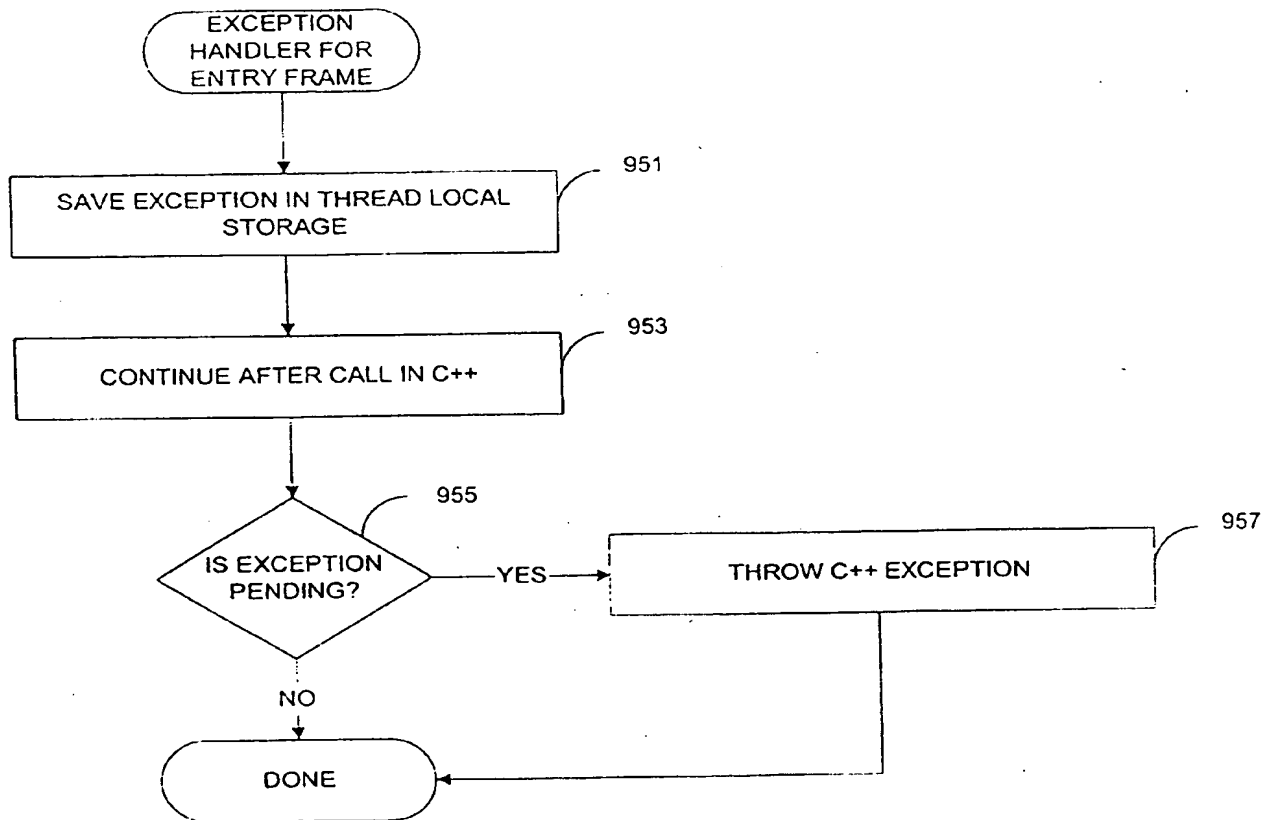 EXCEPTION
HANDLER FOR
ENTRY FRAME
951
SAVE EXCEPTION IN THREAD LOCAL
STORAGE
953
CONTINUE AFTER CALL IN C++
955
IS EXCEPTION
PENDING?
YES
957
THROW C++ EXCEPTION
NO
DONE